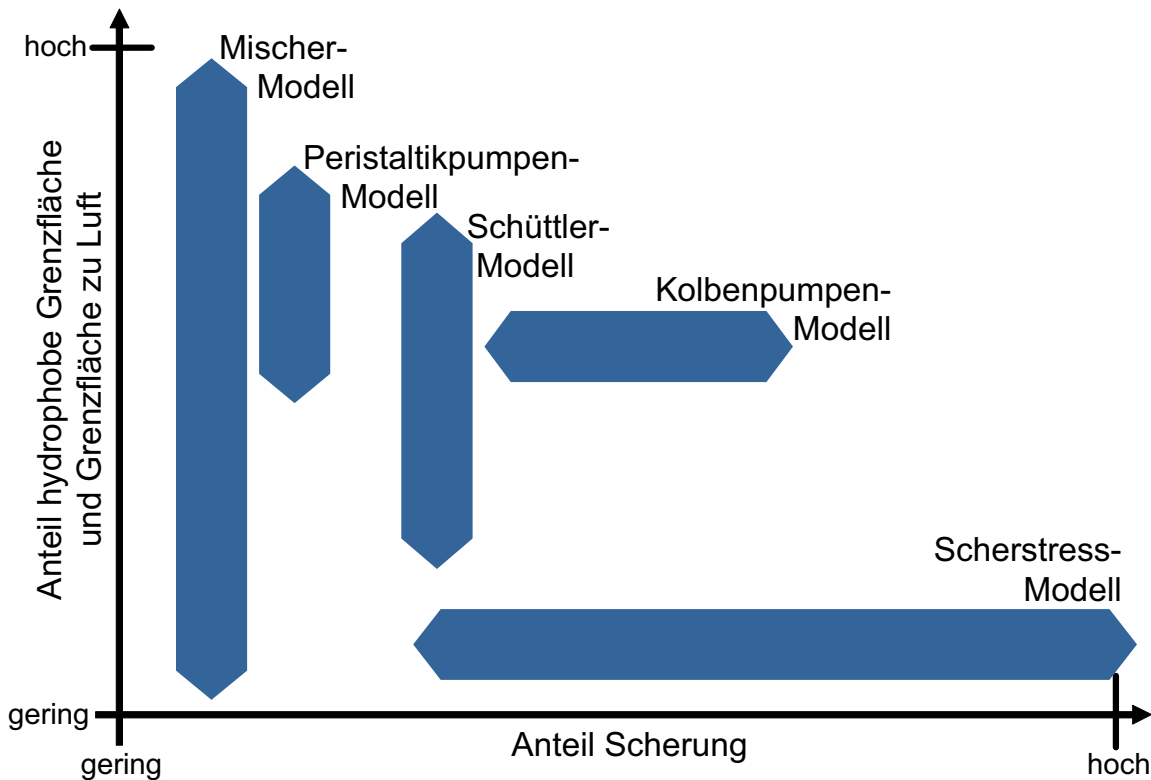 hoch
Mischer-
Modell
Peristaltikpumpen-
Modell
Schüttler-
Modell
Kolbenpumpen-
Modell
Scherstress-
Modell
Anteil hydrophobe Grenzfläche
und Grenzfläche zu Luft
gering
gering
Anteil Scherung
hoch